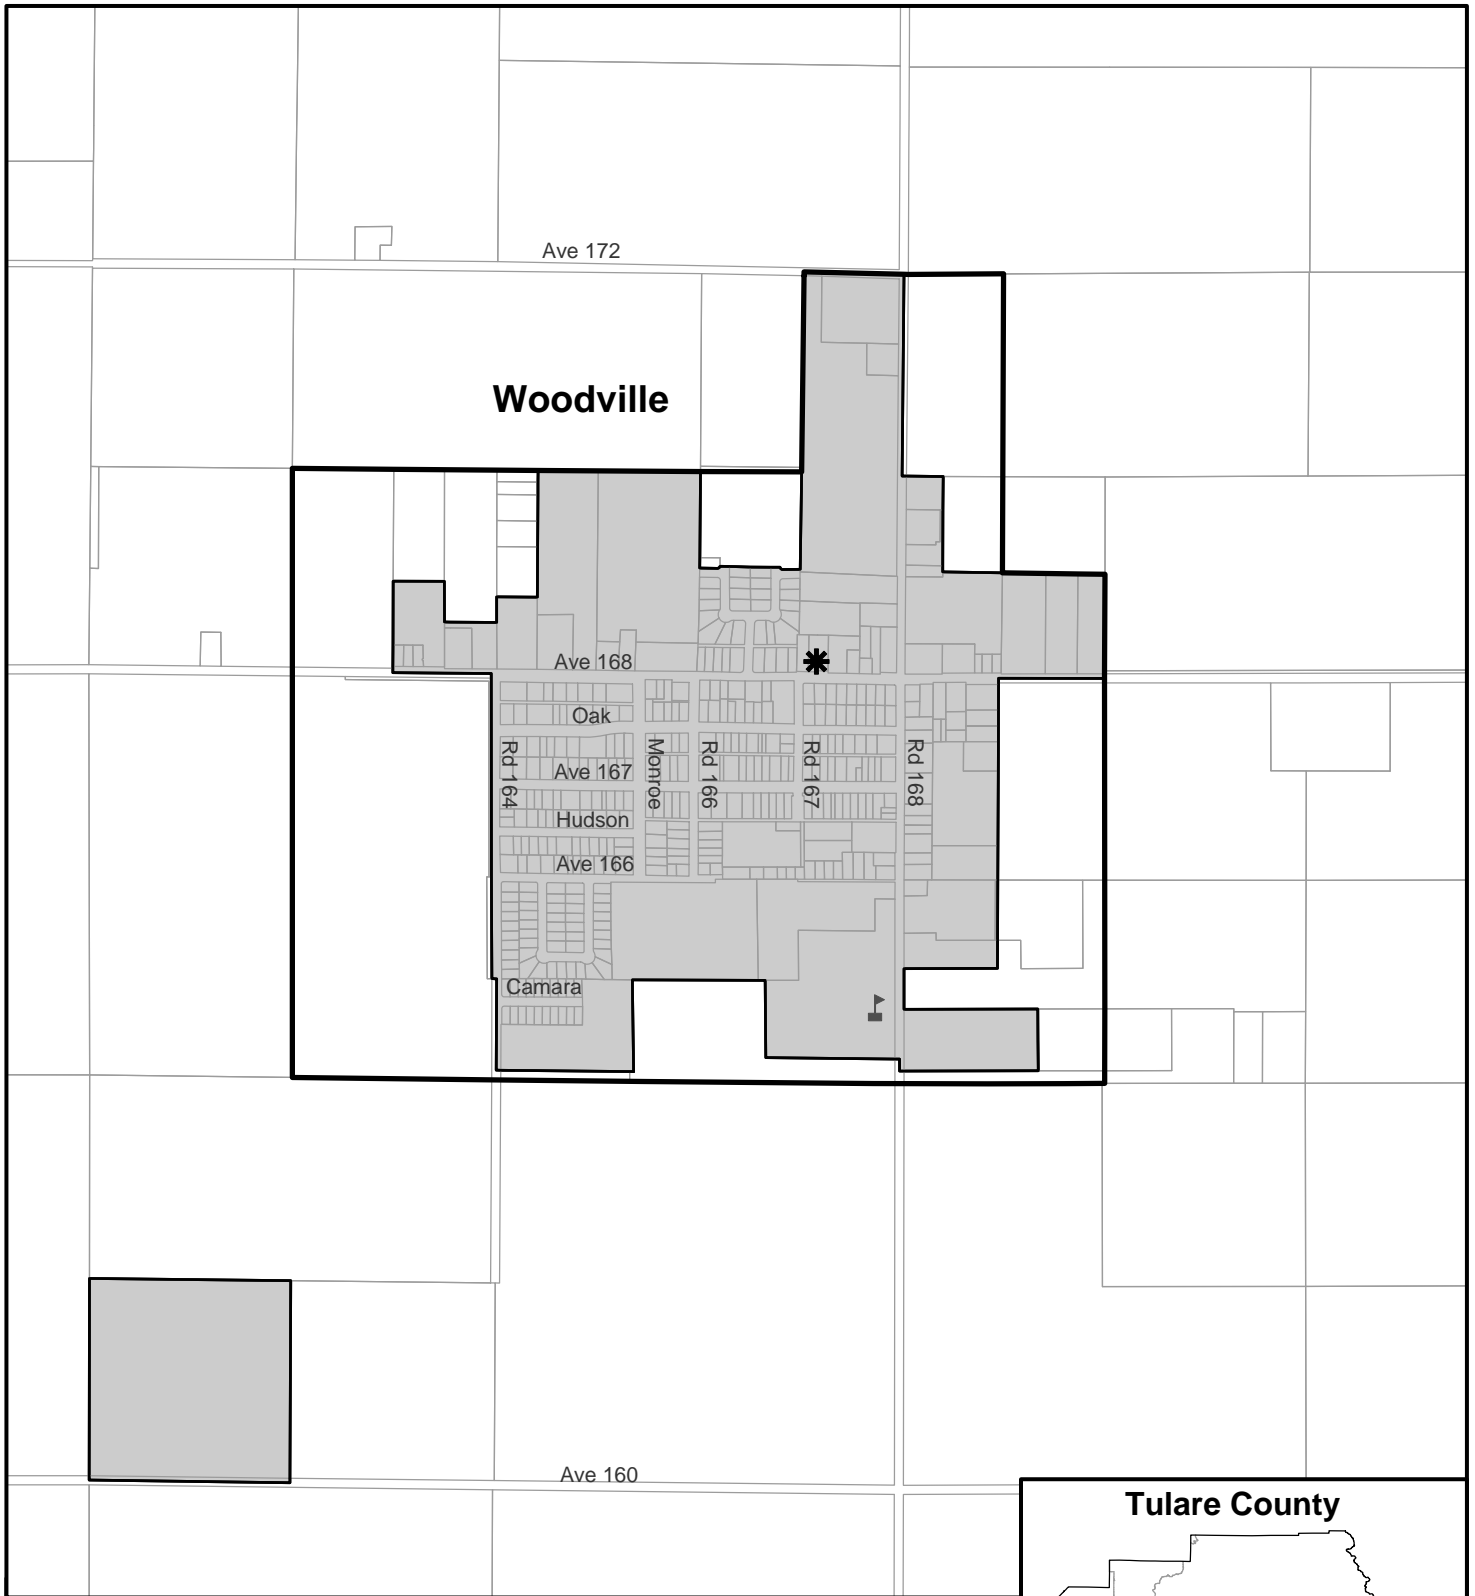 Ave 172
Woodville
Ave 168
Oak
Rd 164
Monroe
Rd 166
Rd 167
Rd 168
Ave 167
Hudson
Ave 166
Camara
Ave 160
Tulare County